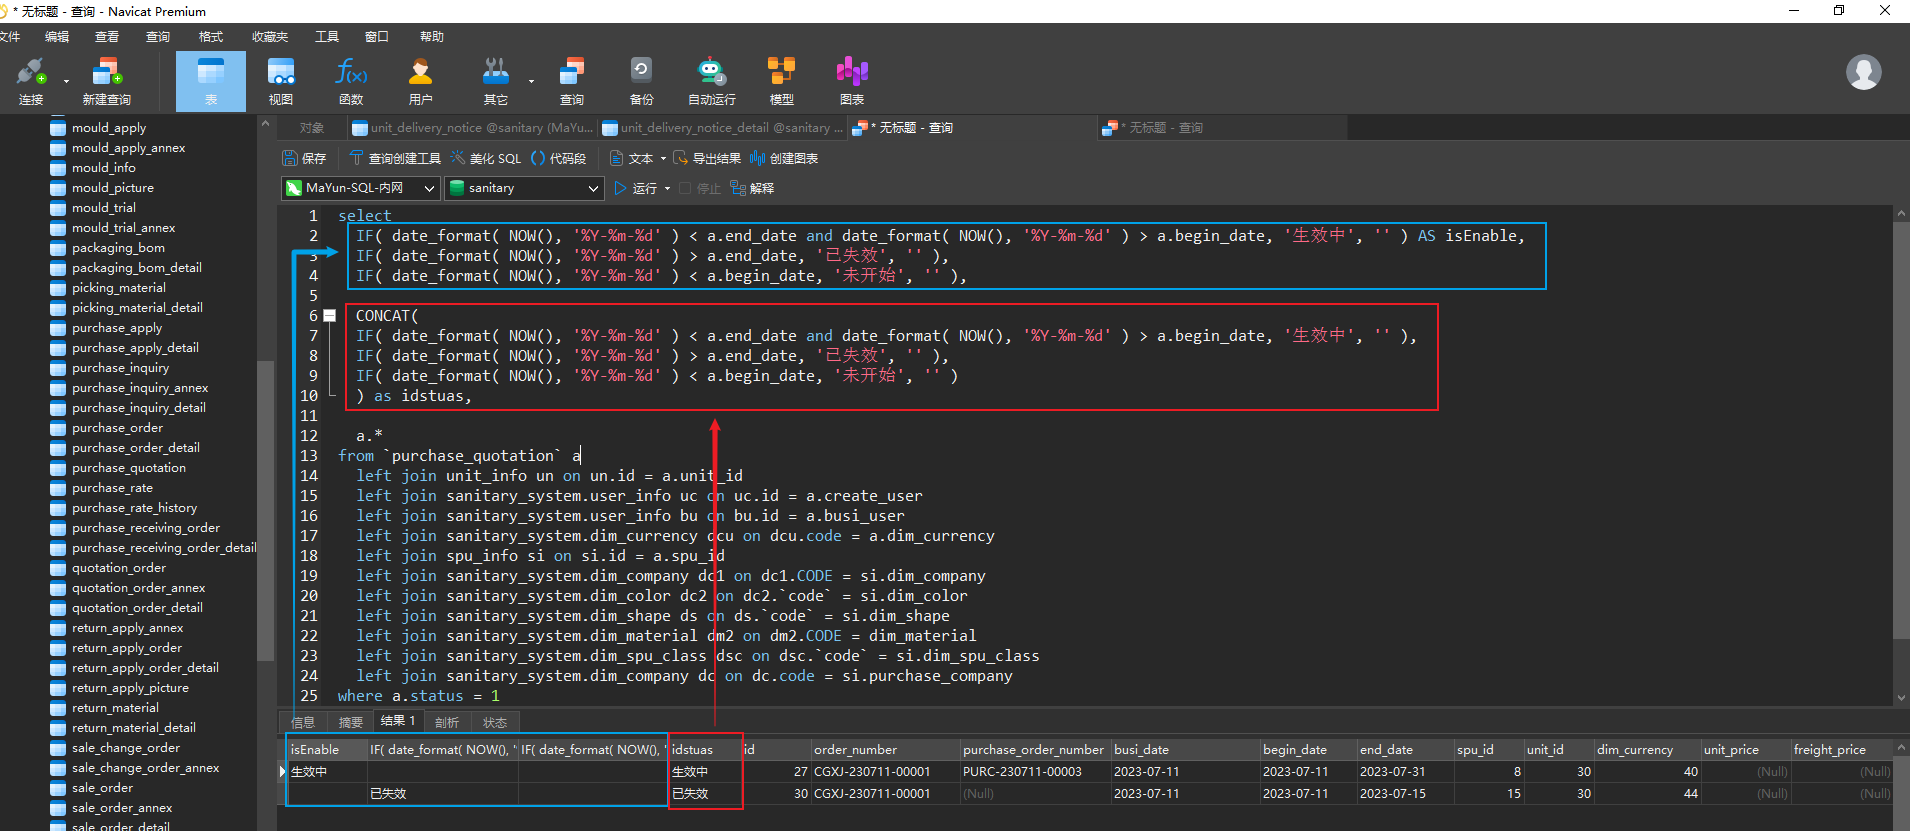 * 无标题 - 查询 - Navicat Premium
文件 编辑 查看 查询 格式 收藏夹 工具 窗口 帮助
连接 新建查询 表 视图 函数 用户 其它 查询 备份 自动运行 模型 图表
f(x)
对象 unit_delivery_notice @sanitary (MaYu... unit_delivery_notice_detail @sanitary ... * 无标题 - 查询 * 无标题 - 查询
保存 查询创建工具 美化 SQL () 代码段 文本 导出结果 创建图表
MaYun-SQL-内网 sanitary 运行 停止 解释
mould_apply
mould_apply_annex
mould_info
mould_picture
mould_trial
mould_trial_annex
packaging_bom
packaging_bom_detail
picking_material
picking_material_detail
purchase_apply
purchase_apply_detail
purchase_inquiry
purchase_inquiry_annex
purchase_inquiry_detail
purchase_order
purchase_order_detail
purchase_quotation
purchase_rate
purchase_rate_history
purchase_receiving_order
purchase_receiving_order_detail
quotation_order
quotation_order_annex
quotation_order_detail
return_apply_annex
return_apply_order
return_apply_order_detail
return_apply_picture
return_material
return_material_detail
sale_change_order
sale_change_order_annex
sale_order
sale_order_annex
sale_order_detail
1 select
2 IF( date_format( NOW(), '%Y-%m-%d' ) < a.end_date and date_format( NOW(), '%Y-%m-%d' ) > a.begin_date, '生效中', '' ) AS isEnable,
3 IF( date_format( NOW(), '%Y-%m-%d' ) > a.end_date, '已失效', '' ),
4 IF( date_format( NOW(), '%Y-%m-%d' ) < a.begin_date, '未开始', '' ),
5
6 CONCAT(
7 IF( date_format( NOW(), '%Y-%m-%d' ) < a.end_date and date_format( NOW(), '%Y-%m-%d' ) > a.begin_date, '生效中', '' ),
8 IF( date_format( NOW(), '%Y-%m-%d' ) > a.end_date, '已失效', '' ),
9 IF( date_format( NOW(), '%Y-%m-%d' ) < a.begin_date, '未开始', '' )
10 ) as idstuas,
11
12 a.*
13 from `purchase_quotation` a
14 left join unit_info un on un.id = a.unit_id
15 left join sanitary_system.user_info uc on uc.id = a.create_user
16 left join sanitary_system.user_info bu on bu.id = a.busi_user
17 left join sanitary_system.dim_currency dcu on dcu.code = a.dim_currency
18 left join spu_info si on si.id = a.spu_id
19 left join sanitary_system.dim_company dc1 on dc1.CODE = si.dim_company
20 left join sanitary_system.dim_color dc2 on dc2.`code` = si.dim_color
21 left join sanitary_system.dim_shape ds on ds.`code` = si.dim_shape
22 left join sanitary_system.dim_material dm2 on dm2.CODE = dim_material
23 left join sanitary_system.dim_spu_class dsc on dsc.`code` = si.dim_spu_class
24 left join sanitary_system.dim_company dc on dc.code = si.purchase_company
25 where a.status = 1
信息 摘要 结果 1 剖析 状态
isEnable IF( date_format( NOW(), ' IF( date_format( NOW(), ' idstuas id order_number purchase_order_number busi_date begin_date end_date spu_id unit_id dim_currency unit_price freight_price
生效中 生效中 27 CGXJ-230711-00001 PURC-230711-00003 2023-07-11 2023-07-11 2023-07-31 8 30 40 (Null) (Null)
已失效 已失效 30 CGXJ-230711-00001 (Null) 2023-07-11 2023-07-11 2023-07-15 15 30 44 (Null) (Null)